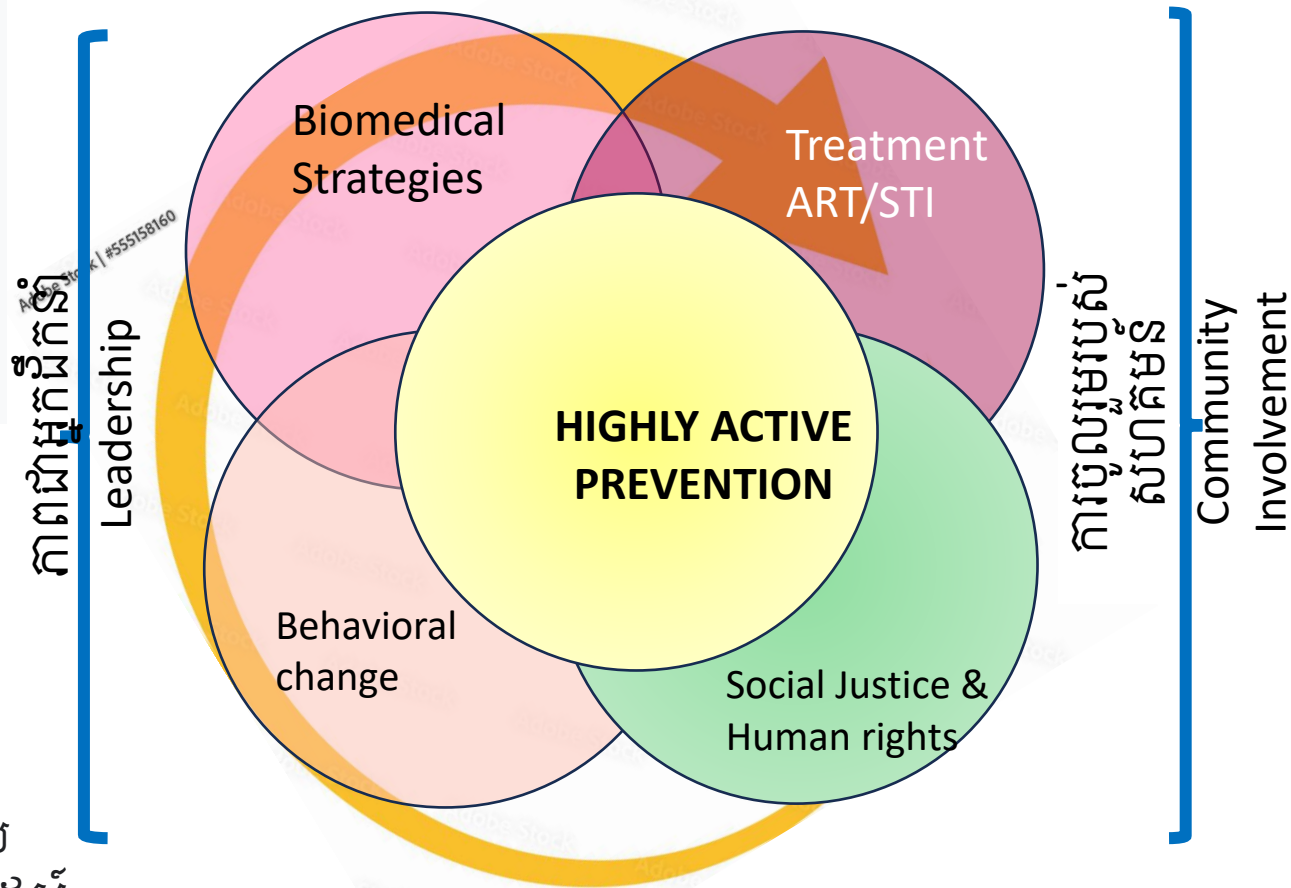 ភាពជាអ្នកដឹកនាំ
Leadership
Adobe Stock | #555158160
Biomedical
Strategies
Treatment
ART/STI
HIGHLY ACTIVE
PREVENTION
Behavioral
change
Social Justice &
Human rights
ការចូលរួមរបស់
សហគមន៍
Community
Involvement